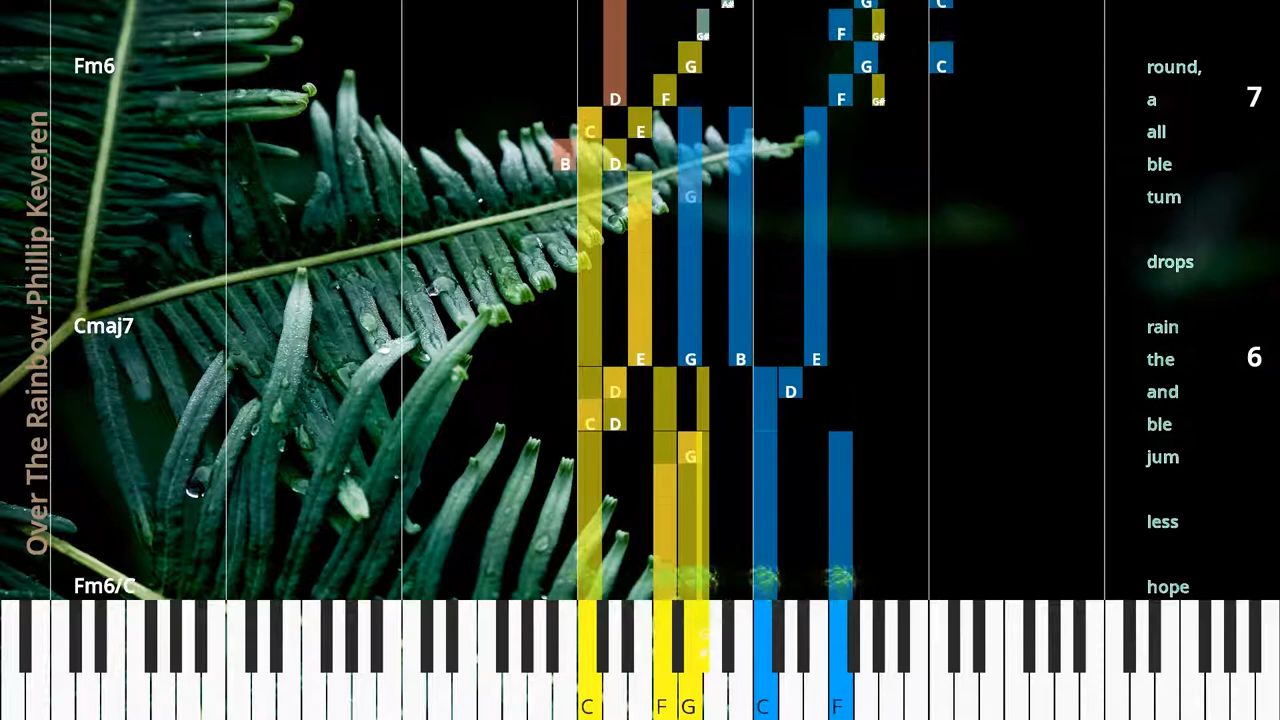 Over The Rainbow-Phillip Keveren
G C
F G#
Fm6 G G C round,
D F F G# a 7
C E all
B D ble
G tum
drops
Cmaj7 rain
E G B E the 6
D D and
C D ble
G jum
less
Fm6/C hope
G
#
C F G C F